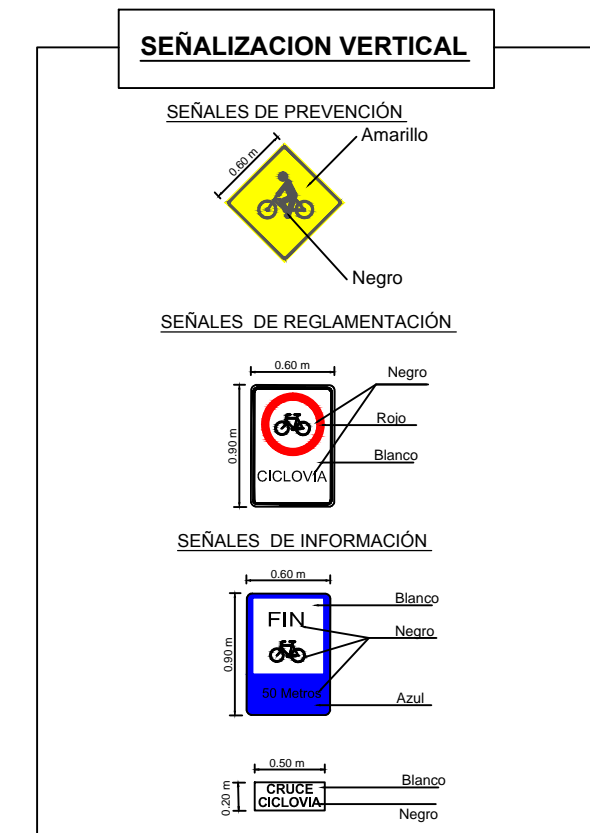 SEÑALIZACION VERTICAL
SEÑALES DE PREVENCIÓN
Amarillo
0.60 m
Negro
SEÑALES DE REGLAMENTACIÓN
0.60 m
Negro
Rojo
0.90 m
Blanco
CICLOVIA
SEÑALES DE INFORMACIÓN
0.60 m
Blanco
FIN
Negro
0.90 m
50 Metros
Azul
0.50 m
Blanco
0.20 m
CRUCE
CICLOVIA
Negro